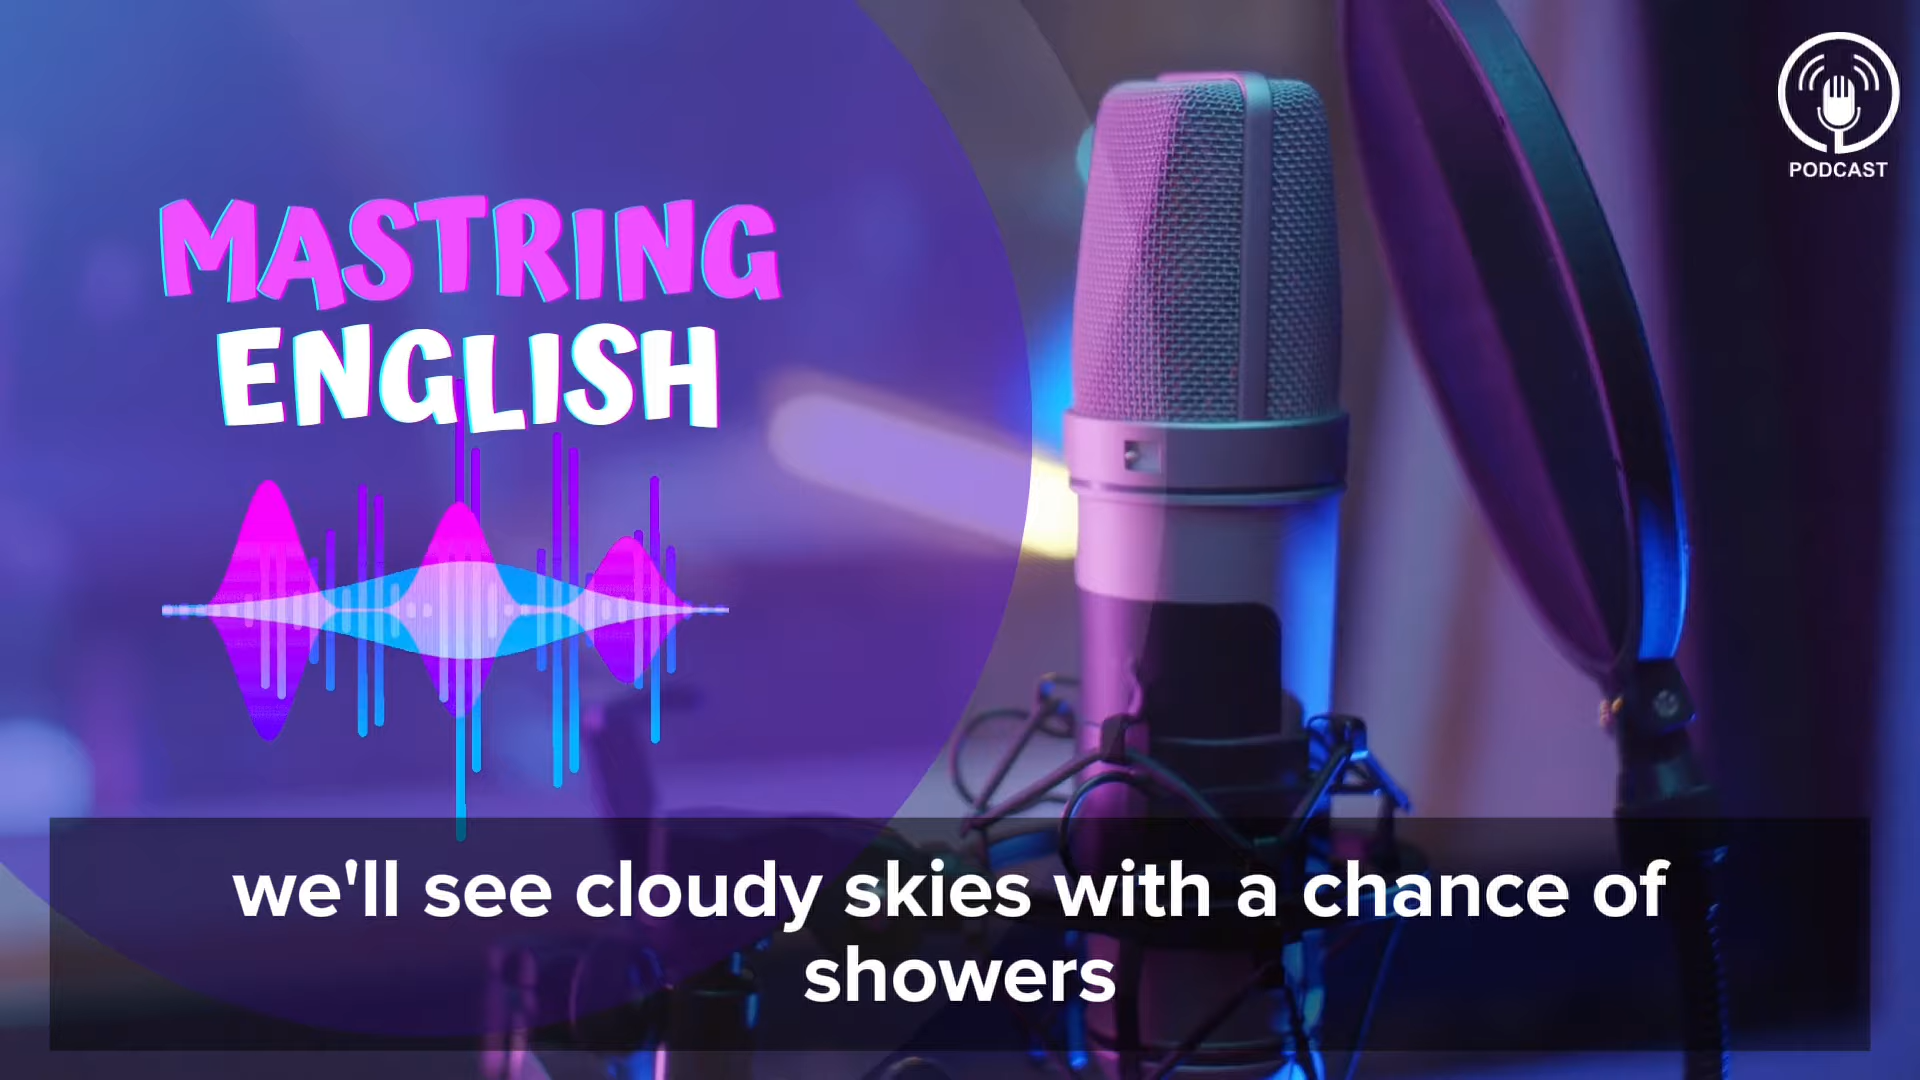 MASTRING
ENGLISH
PODCAST
we'll see cloudy skies with a chance of
showers